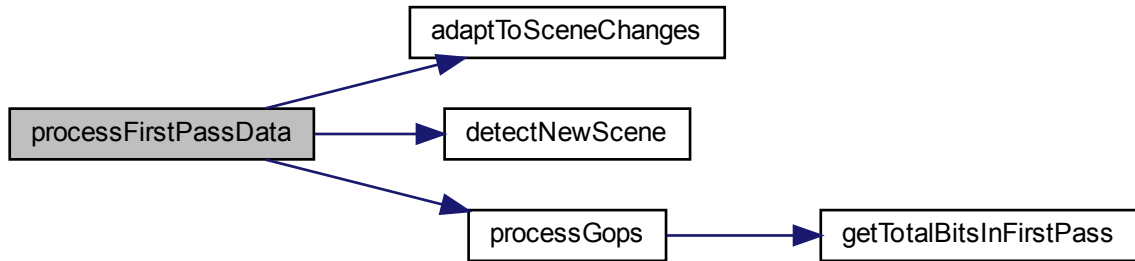 adaptToSceneChanges
processFirstPassData
detectNewScene
processGops
getTotalBitsInFirstPass